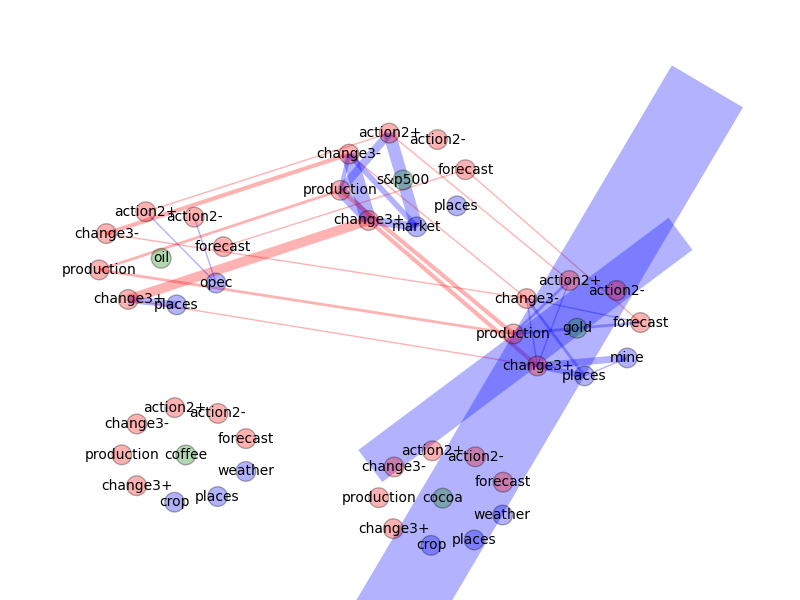 action2+
action2-
change3-
forecast
s&p500
production
places
change3+
market
action2+
action2-
change3-
forecast
oil
production
opec
change3+
places
action2+
action2-
change3-
forecast
gold
production
mine
change3+
places
action2+
action2-
change3-
forecast
coffee
production
weather
change3+
places
crop
action2+
action2-
change3-
forecast
cocoa
production
weather
change3+
places
crop